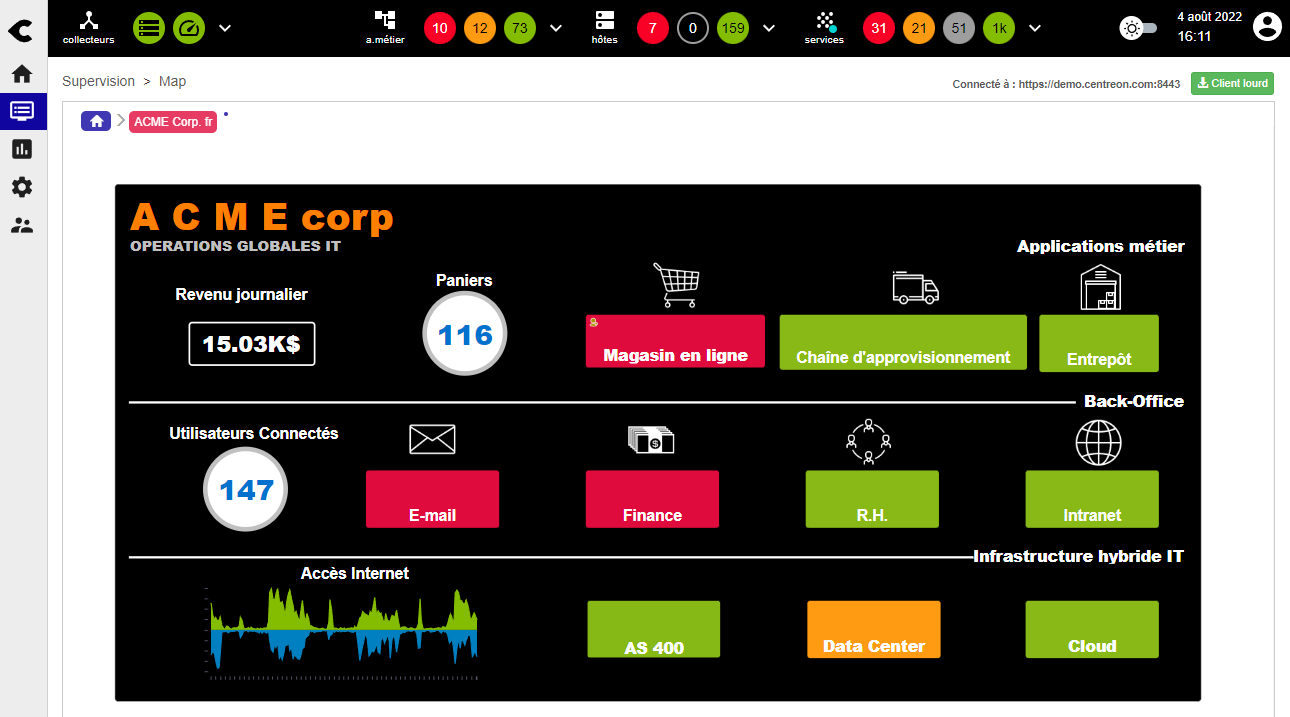 collecteurs
a.métier
10
12
73
hôtes
7
0
159
services
31
21
51
1k
4 août 2022
16:11
Supervision > Map
Connecté à : https://demo.centreon.com:8443
Client lourd
ACME Corp. fr
A C M E corp
OPERATIONS GLOBALES IT
Applications métier
Revenu journalier
15.03K$
Paniers
116
Magasin en ligne
Chaîne d'approvisionnement
Entrepôt
Back-Office
Utilisateurs Connectés
147
E-mail
Finance
R.H.
Intranet
Infrastructure hybride IT
Accès Internet
AS 400
Data Center
Cloud